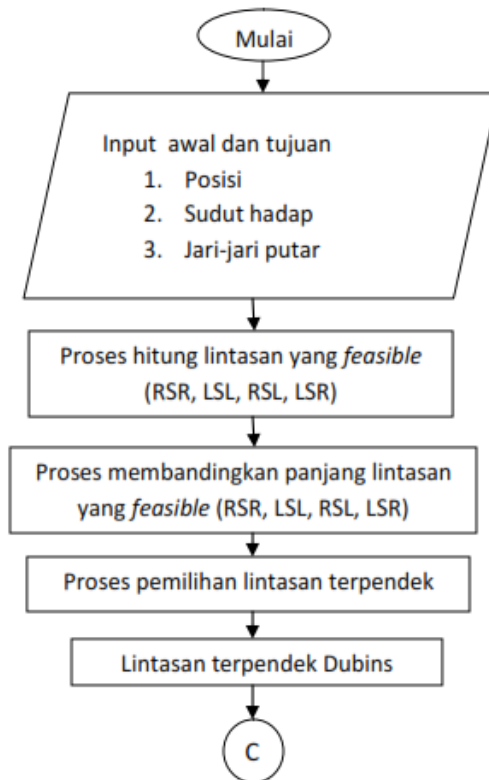 Mulai
Input awal dan tujuan
1. Posisi
2. Sudut hadap
3. Jari-jari putar
Proses hitung lintasan yang feasible
(RSR, LSL, RSL, LSR)
Proses membandingkan panjang lintasan
yang feasible (RSR, LSL, RSL, LSR)
Proses pemilihan lintasan terpendek
Lintasan terpendek Dubins
C